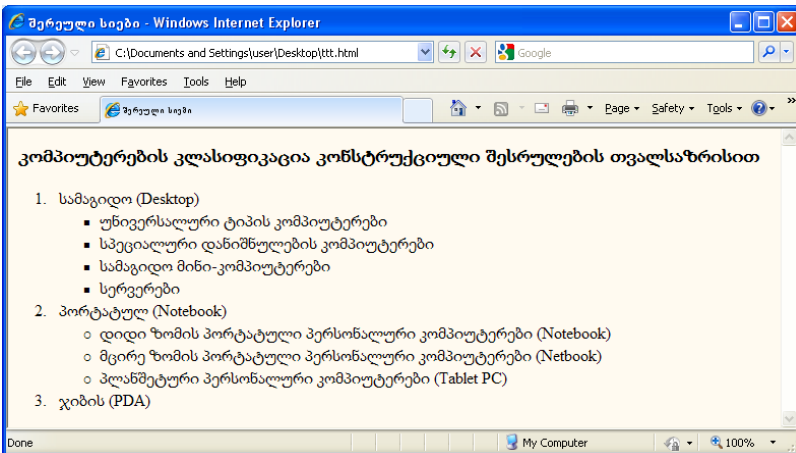 შერეული სიები - Windows Internet Explorer
C:\Documents and Settings\user\Desktop\ttt.html
Google
File Edit View Favorites Tools Help
Favorites შერეული სიები Page Safety Tools
კომპიუტერების კლასიფიკაცია კონსტრუქციული შესრულების თვალსაზრისით
1. სამაგიდო (Desktop)
▪ უნივერსალური ტიპის კომპიუტერები
▪ სპეციალური დანიშნულების კომპიუტერები
▪ სამაგიდო მინი-კომპიუტერები
▪ სერვერები
2. პორტატულ (Notebook)
○ დიდი ზომის პორტატული პერსონალური კომპიუტერები (Notebook)
○ მცირე ზომის პორტატული პერსონალური კომპიუტერები (Netbook)
○ პლანშეტური პერსონალური კომპიუტერები (Tablet PC)
3. ჯიბის (PDA)
Done My Computer 100%